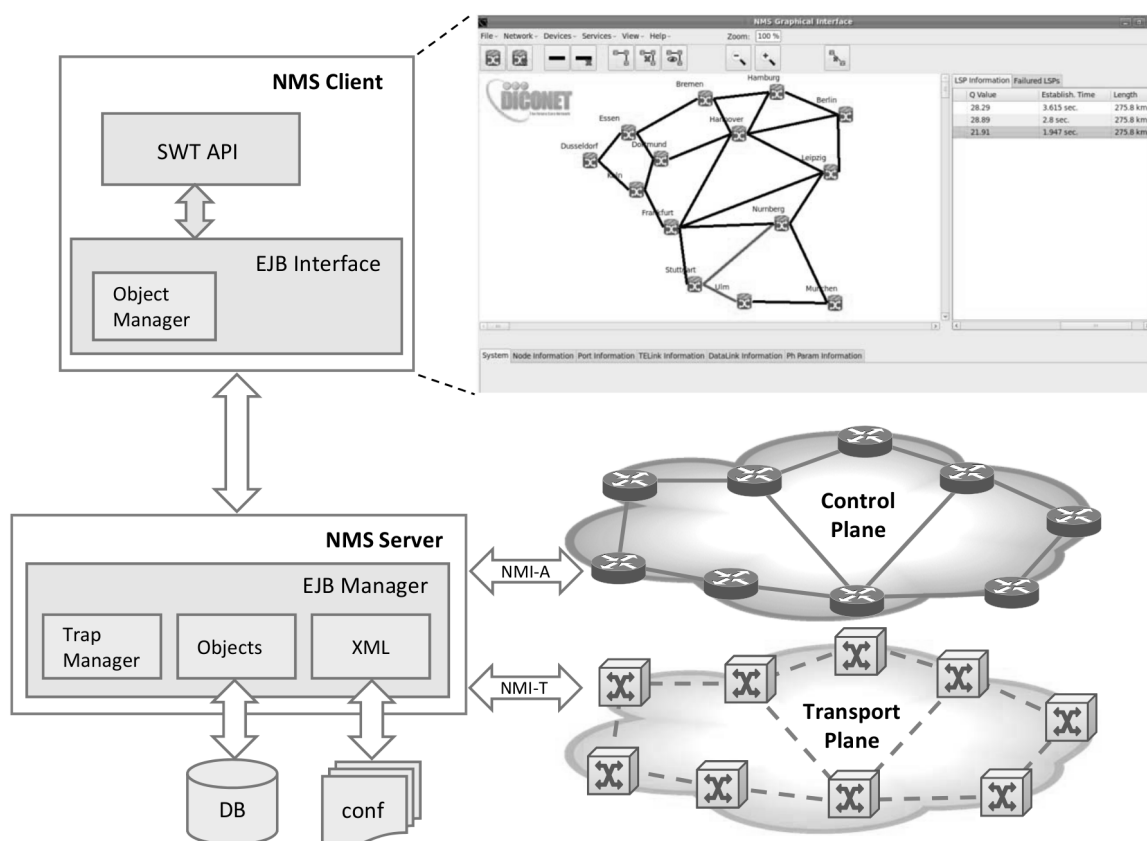 NMS Client
SWT API
EJB Interface
Object
Manager
NMS Graphical Interface
File Network Devices Services View Help Zoom: 100 %
DICONET
Hamburg
Bremen
Berlin
Essen
Hannover
Dusseldorf
Dortmund
Leipzig
Koln
Frankfurt
Nurnberg
Stuttgart
Ulm
Munchen
LSP Information Failured LSPs
Q Value Establish. Time Length
28.29 3.615 sec. 275.8 km
28.89 2.8 sec. 275.8 km
21.91 1.947 sec. 275.8 km
System Node Information Port Information TELink Information DataLink Information Ph Param Information
NMS Server
EJB Manager
Trap
Manager
Objects
XML
DB
conf
NMI-A
NMI-T
Control
Plane
Transport
Plane